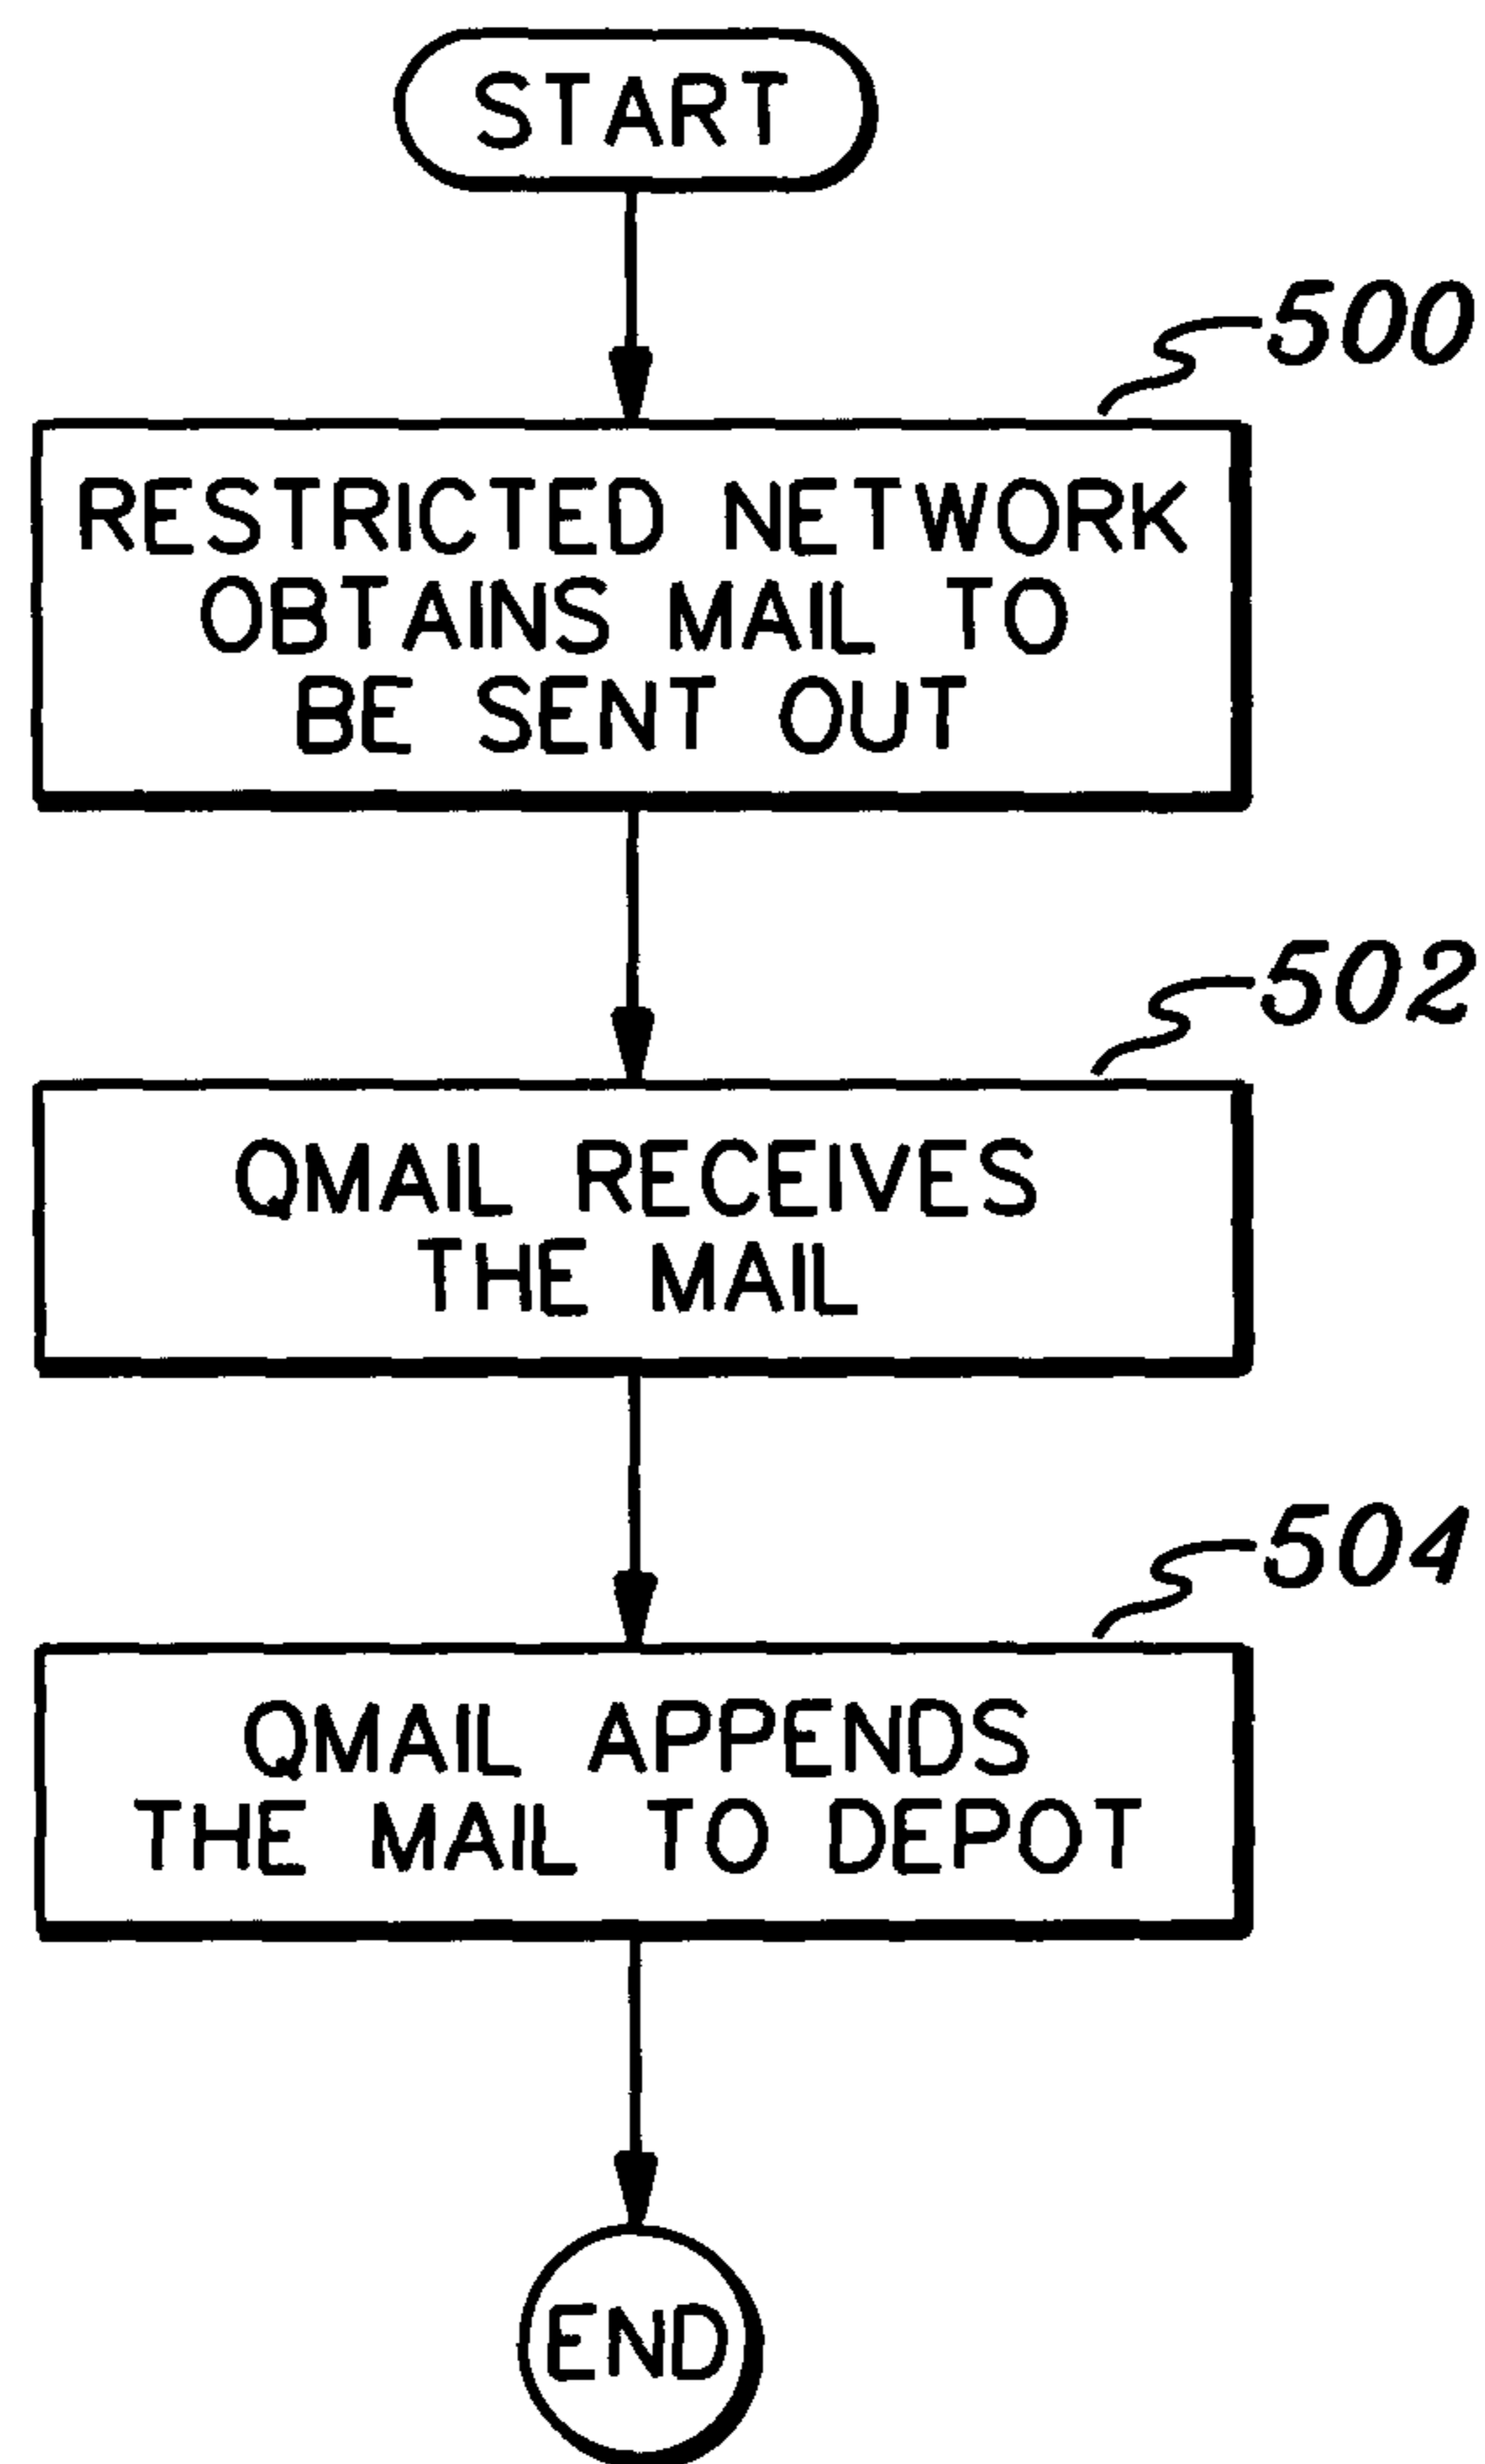 START
500
RESTRICTED NETWORK
OBTAINS MAIL TO
BE SENT OUT
502
QMAIL RECEIVES
THE MAIL
504
QMAIL APPENDS
THE MAIL TO DEPOT
END